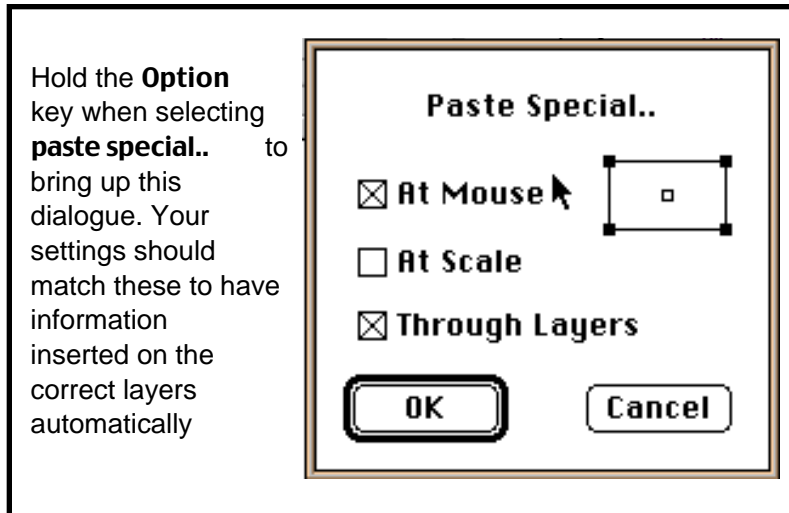 Hold the Option
key when selecting
paste special.. to
bring up this
dialogue. Your
settings should
match these to have
information
inserted on the
correct layers
automatically
Paste Special..
At Mouse
At Scale
Through Layers
OK
Cancel